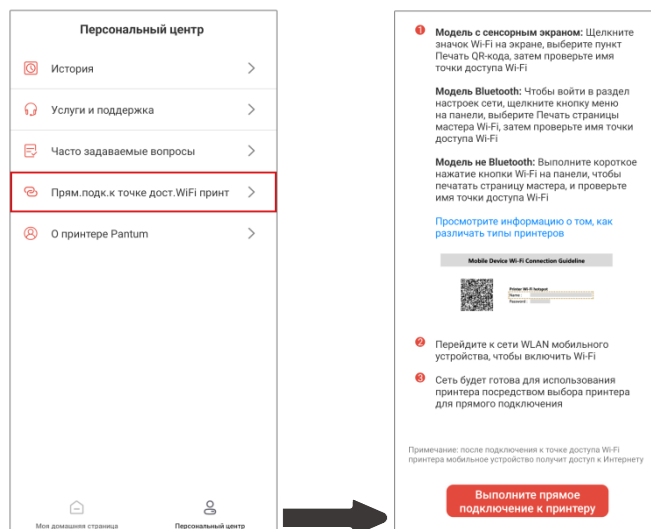 Персональный центр
История
Услуги и поддержка
Часто задаваемые вопросы
Прям.подк.к точке дост.WiFi принт
О принтере Pantum
Моя домашняя страница
Персональный центр
1 Модель с сенсорным экраном: Щелкните
значок Wi-Fi на экране, выберите пункт
Печать QR-кода, затем проверьте имя
точки доступа Wi-Fi
Модель Bluetooth: Чтобы войти в раздел
настроек сети, щелкните кнопку меню
на панели, выберите Печать страницы
мастера Wi-Fi, затем проверьте имя точки
доступа Wi-Fi
Модель не Bluetooth: Выполните короткое
нажатие кнопки Wi-Fi на панели, чтобы
печатать страницу мастера, и проверьте
имя точки доступа Wi-Fi
Просмотрите информацию о том, как
различать типы принтеров
Mobile Device Wi-Fi Connection Guideline
Printer Wi-Fi hotspot
Name :
Password :
2 Перейдите к сети WLAN мобильного
устройства, чтобы включить Wi-Fi
3 Сеть будет готова для использования
принтера посредством выбора принтера
для прямого подключения
Примечание: после подключения к точке доступа Wi-Fi
принтера мобильное устройство получит доступ к Интернету
Выполните прямое
подключение к принтеру